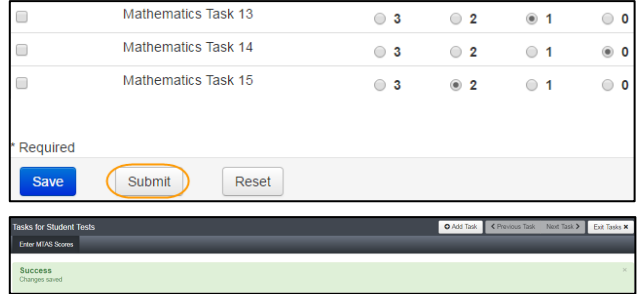 Mathematics Task 13 3 2 1 0
Mathematics Task 14 3 2 1 0
Mathematics Task 15 3 2 1 0
* Required
Save Submit Reset
Tasks for Student Tests Add Task Previous Task Next Task Exit Tasks ×
Enter MTAS Scores
Success ×
Changes saved